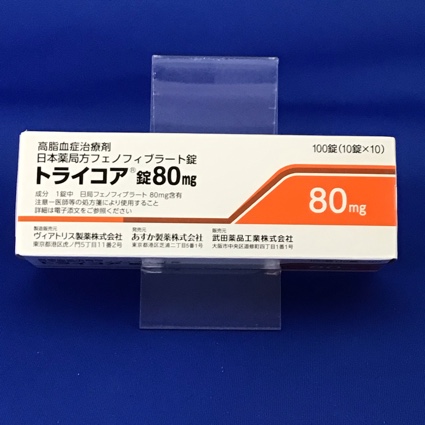 高脂血症治療剤
日本薬局方フェノフィブラート錠
トライコア®錠80mg
100錠(10錠×10)
80mg
成分 1錠中 日局フェノフィブラート 80mg含有
注意-医師等の処方箋により使用すること
詳細は電子添文をご参照ください
製造販売元
ヴィアトリス製薬株式会社
東京都港区虎ノ門5丁目11番2号
発売元
あすか製薬株式会社
東京都港区芝浦二丁目5番1号
販売元
武田薬品工業株式会社
大阪市中央区道修町四丁目1番1号